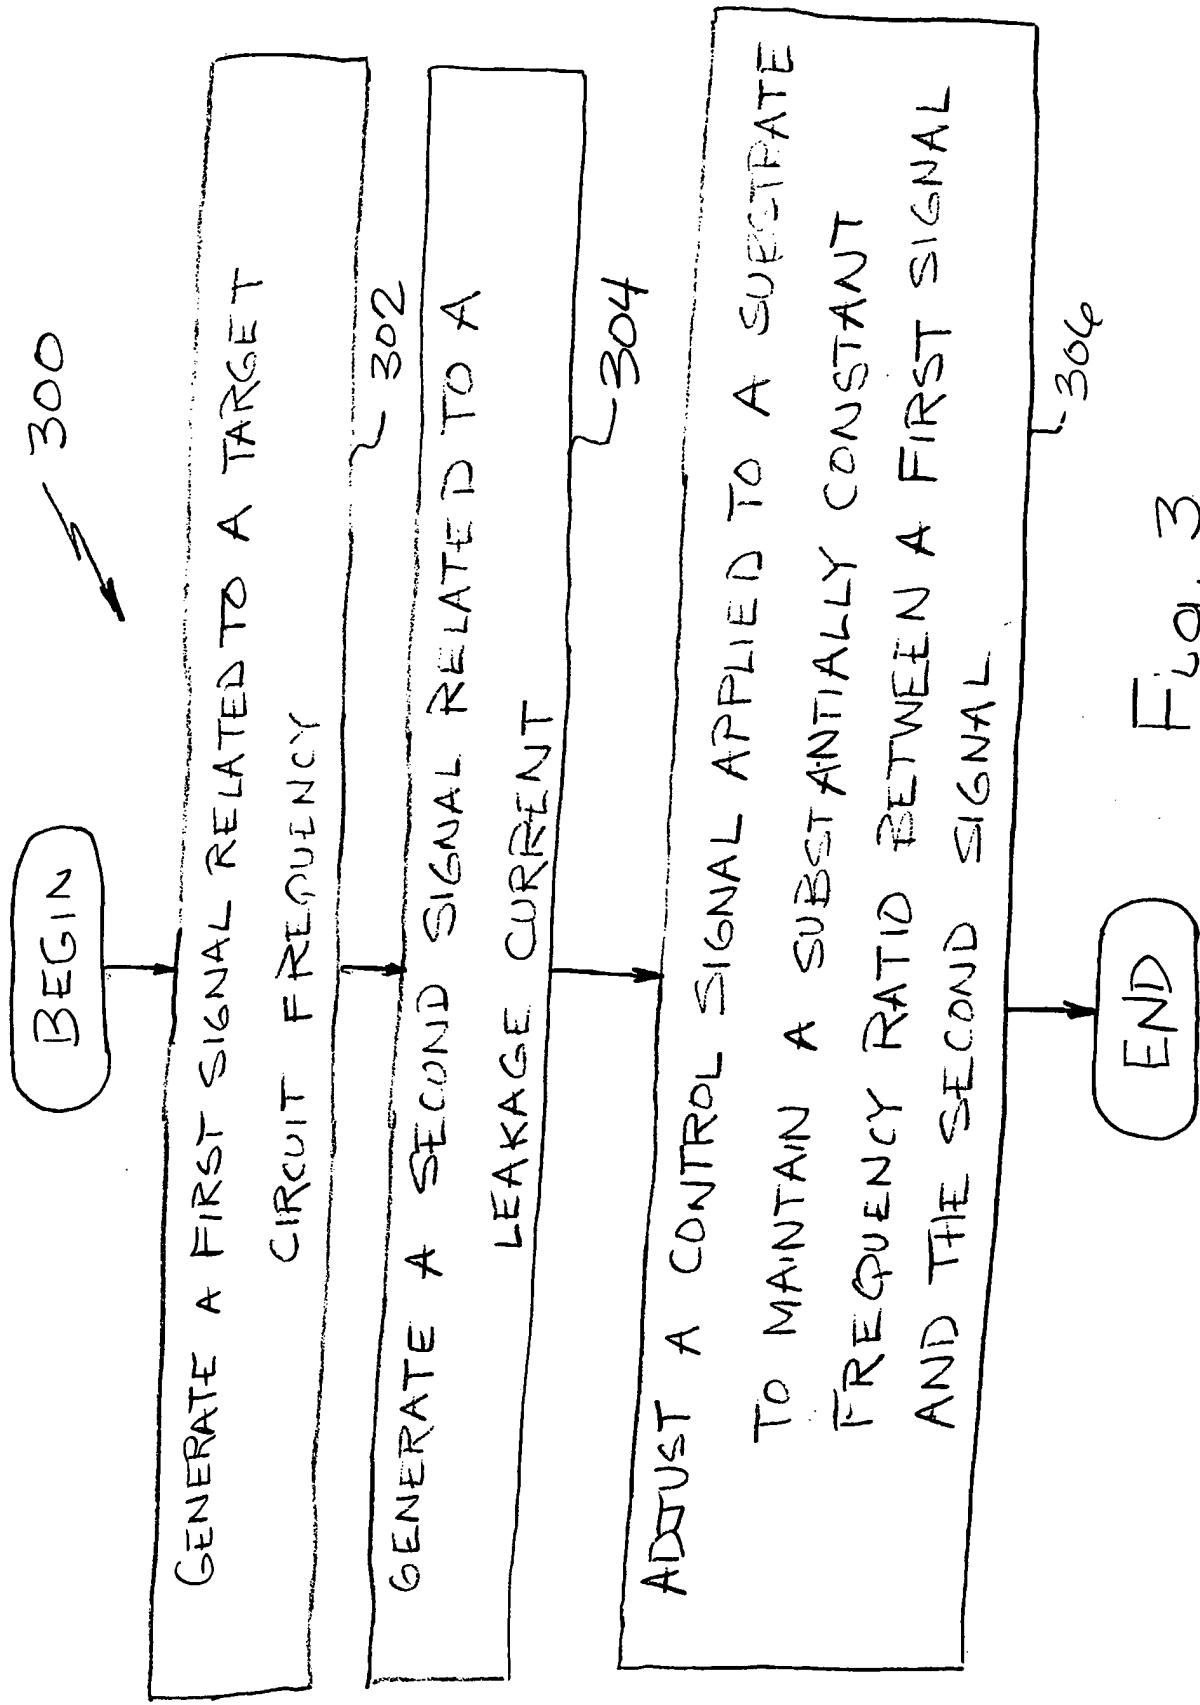 300
BEGIN
GENERATE A FIRST SIGNAL RELATED TO A TARGET
CIRCUIT FREQUENCY
302
GENERATE A SECOND SIGNAL RELATED TO A
LEAKAGE CURRENT
304
ADJUST A CONTROL SIGNAL APPLIED TO A SUBSTRATE
TO MAINTAIN A SUBSTANTIALLY CONSTANT
FREQUENCY RATIO BETWEEN A FIRST SIGNAL
AND THE SECOND SIGNAL
306
END
FIG. 3